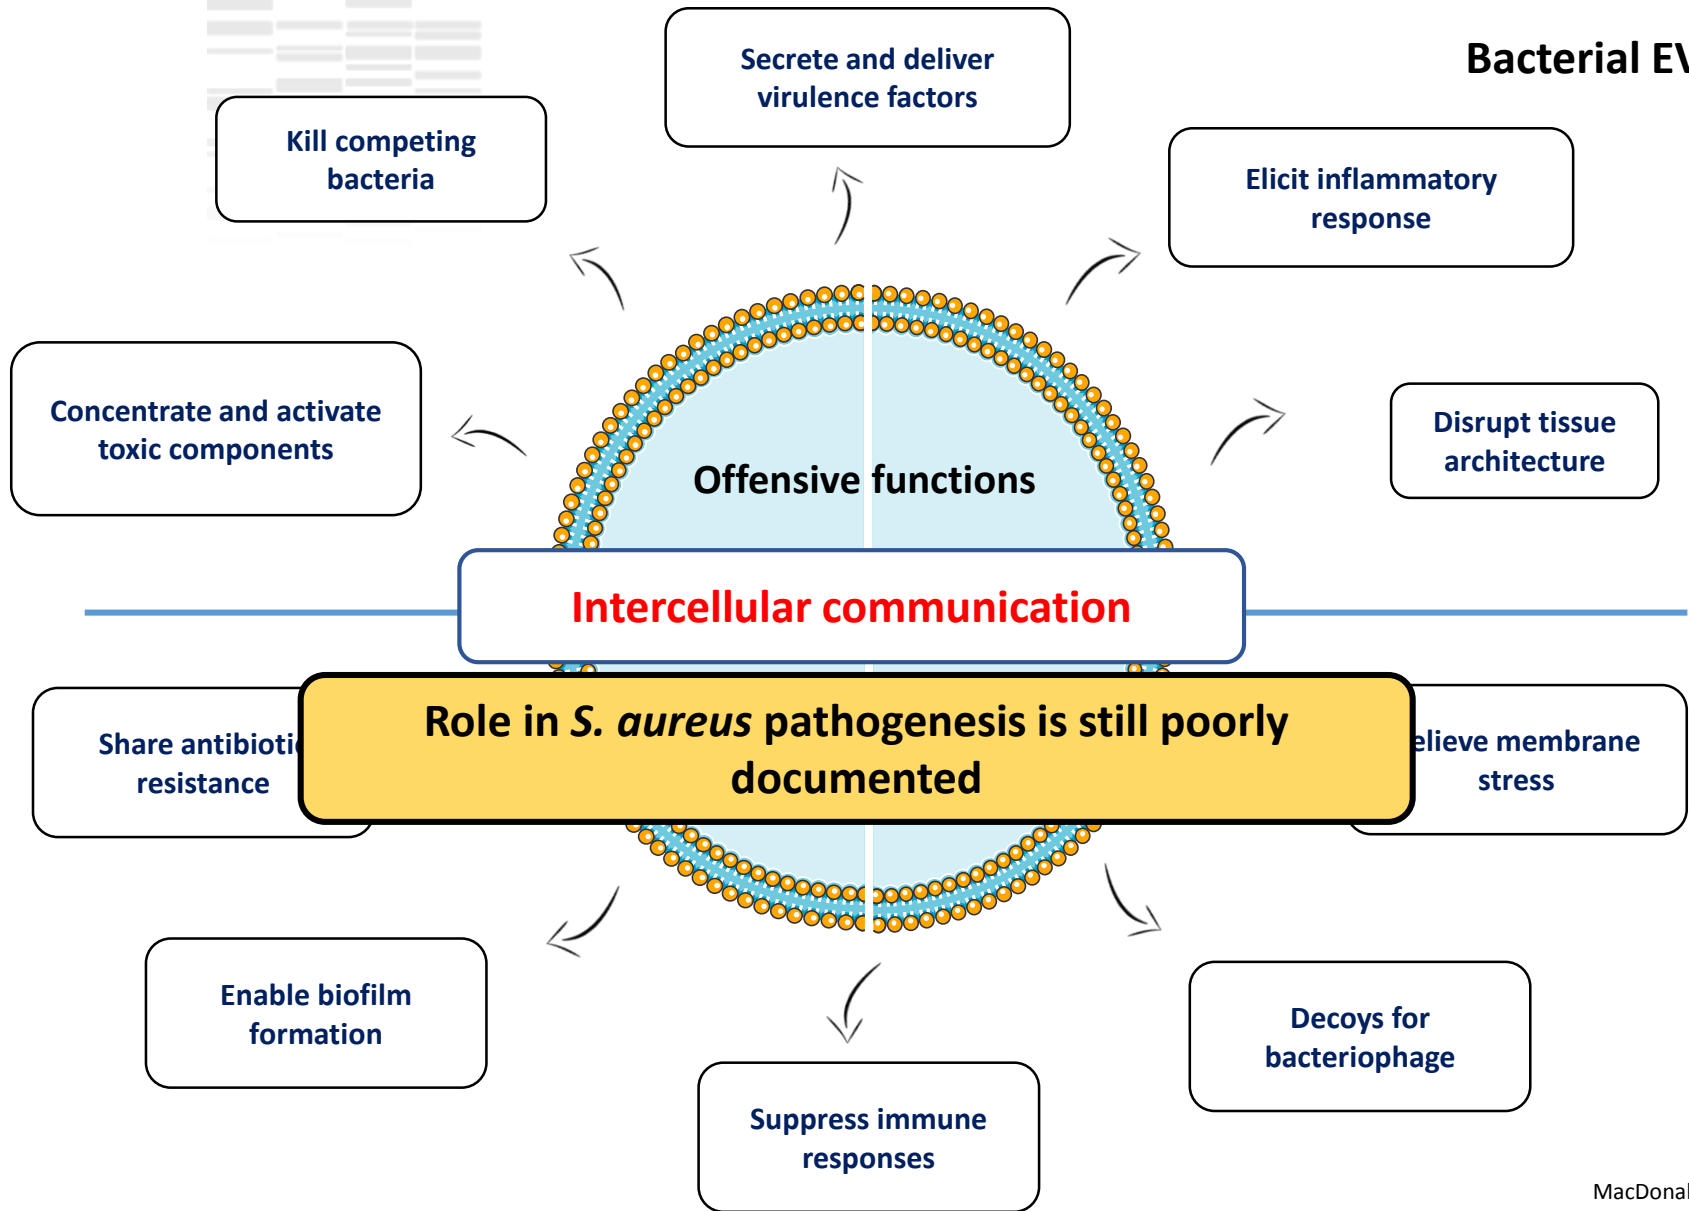 Bacterial EV
Secrete and deliver
virulence factors
Kill competing
bacteria
Elicit inflammatory
response
Concentrate and activate
toxic components
Disrupt tissue
architecture
Offensive functions
Intercellular communication
Role in S. aureus pathogenesis is still poorly
documented
Share antibioti
resistance
elieve membrane
stress
Enable biofilm
formation
Decoys for
bacteriophage
Suppress immune
responses
MacDonal